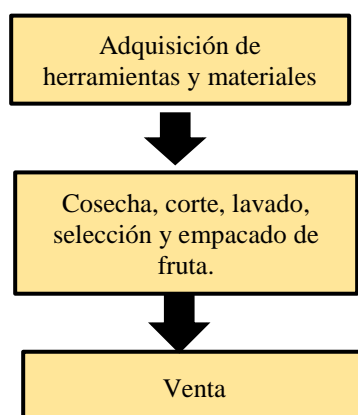 Adquisición de
herramientas y materiales
Cosecha, corte, lavado,
selección y empacado de
fruta.
Venta